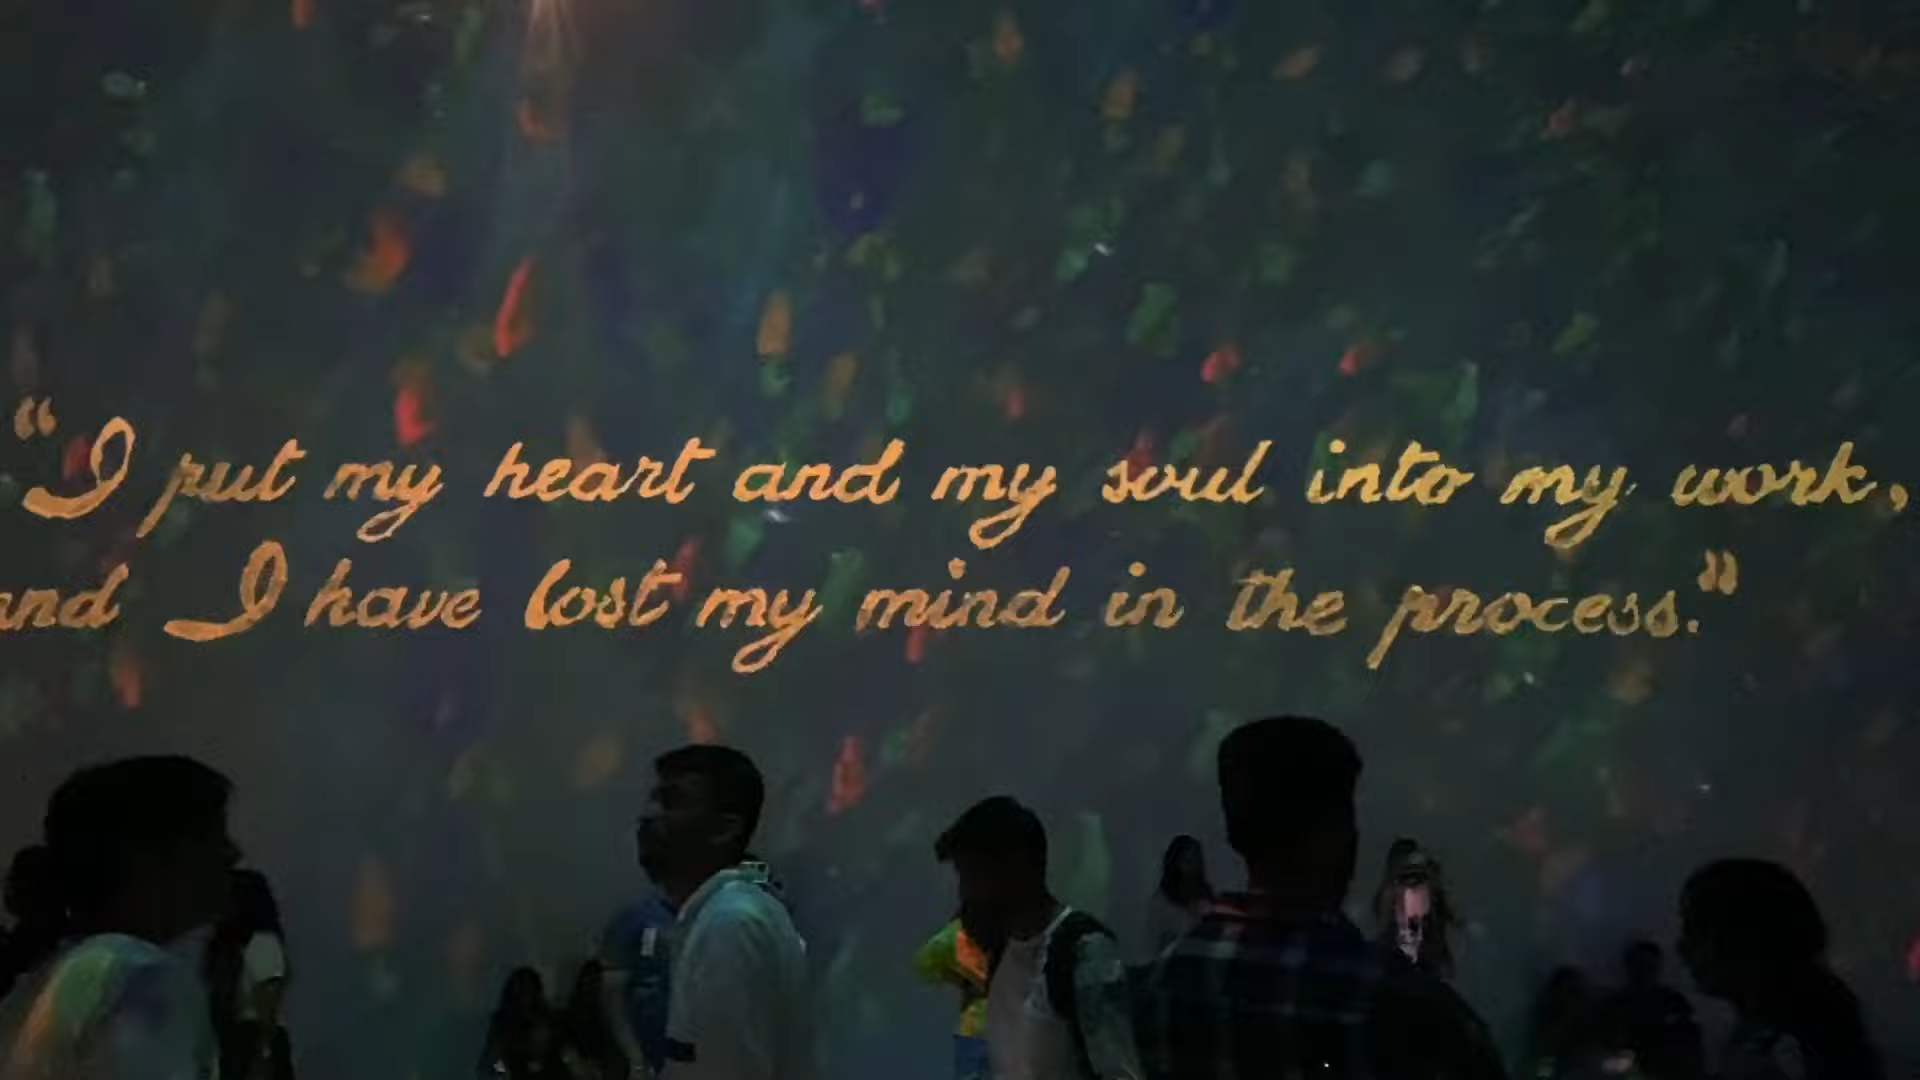 “I put my heart and my soul into my work,
and I have lost my mind in the process.”